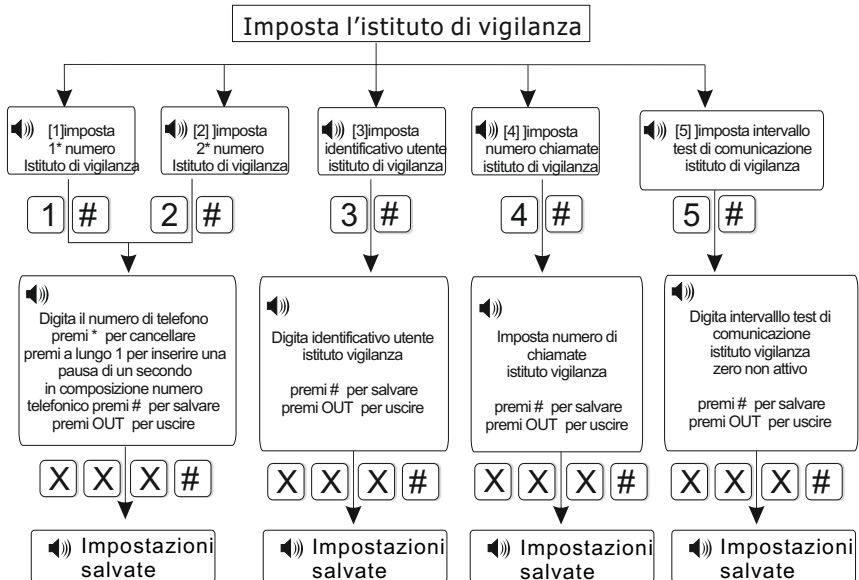 Imposta l'istituto di vigilanza
[1]imposta
1* numero
Istituto di vigilanza
[2] ]imposta
2* numero
Istituto di vigilanza
[3]imposta
identificativo utente
istituto di vigilanza
[4] ]imposta
numero chiamate
istituto di vigilanza
[5] ]imposta intervallo
test di comunicazione
istituto di vigilanza
1 #
2 #
3 #
4 #
5 #
Digita il numero di telefono
premi * per cancellare
premi a lungo 1 per inserire una
pausa di un secondo
in composizione numero
telefonico premi # per salvare
premi OUT per uscire
Digita identificativo utente
istituto vigilanza
premi # per salvare
premi OUT per uscire
Imposta numero di
chiamate
istituto vigilanza
premi # per salvare
premi OUT per uscire
Digita intervalllo test di
comunicazione
istituto vigilanza
zero non attivo
premi # per salvare
premi OUT per uscire
X X X #
X X X #
X X X #
X X X #
Impostazioni
salvate
Impostazioni
salvate
Impostazioni
salvate
Impostazioni
salvate